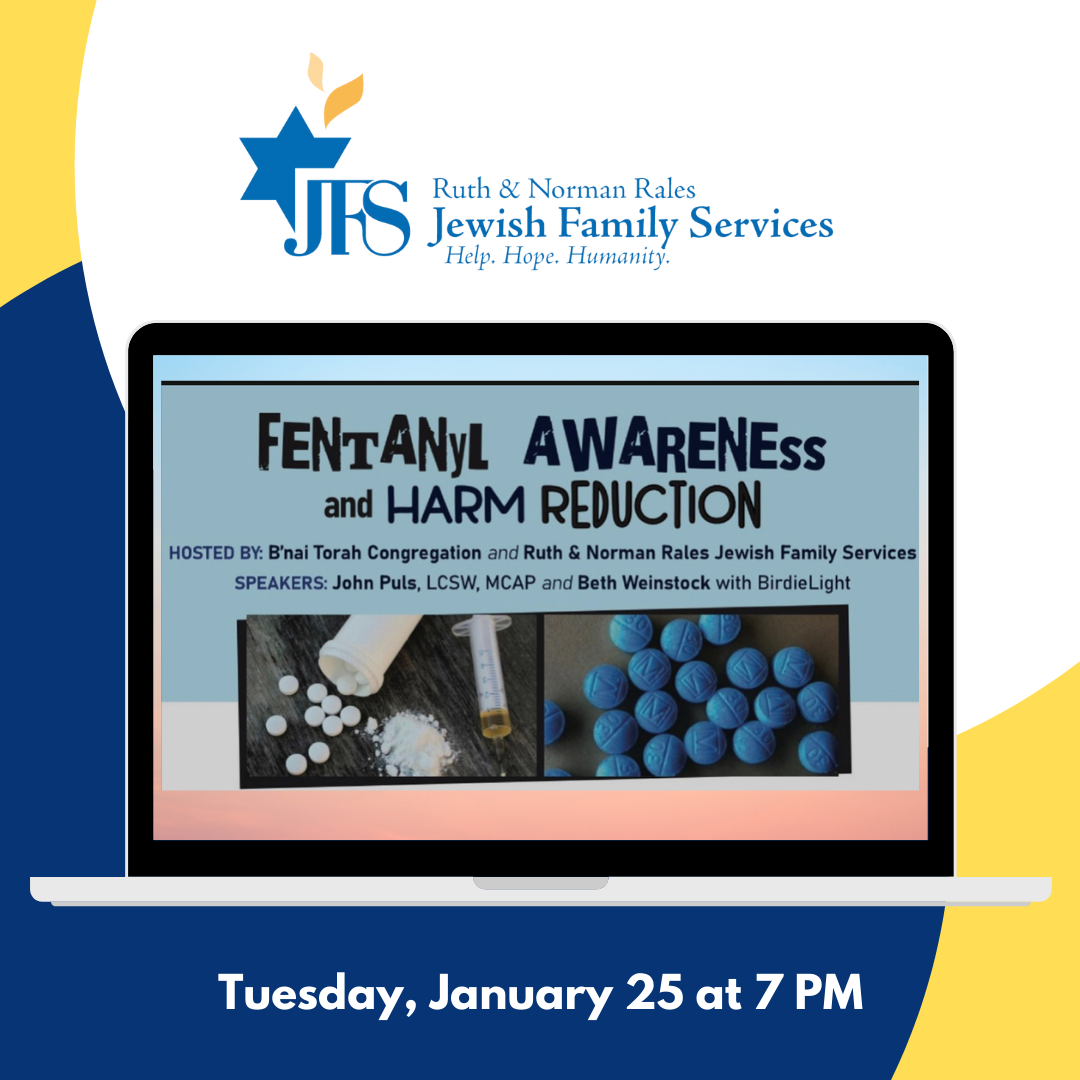 JFS
Ruth & Norman Rales
Jewish Family Services
Help. Hope. Humanity.
FENTANyL AWARENEss
and HARM REDUCTION
HOSTED BY: B'nai Torah Congregation and Ruth & Norman Rales Jewish Family Services
SPEAKERS: John Puls, LCSW, MCAP and Beth Weinstock with BirdieLight
Tuesday, January 25 at 7 PM